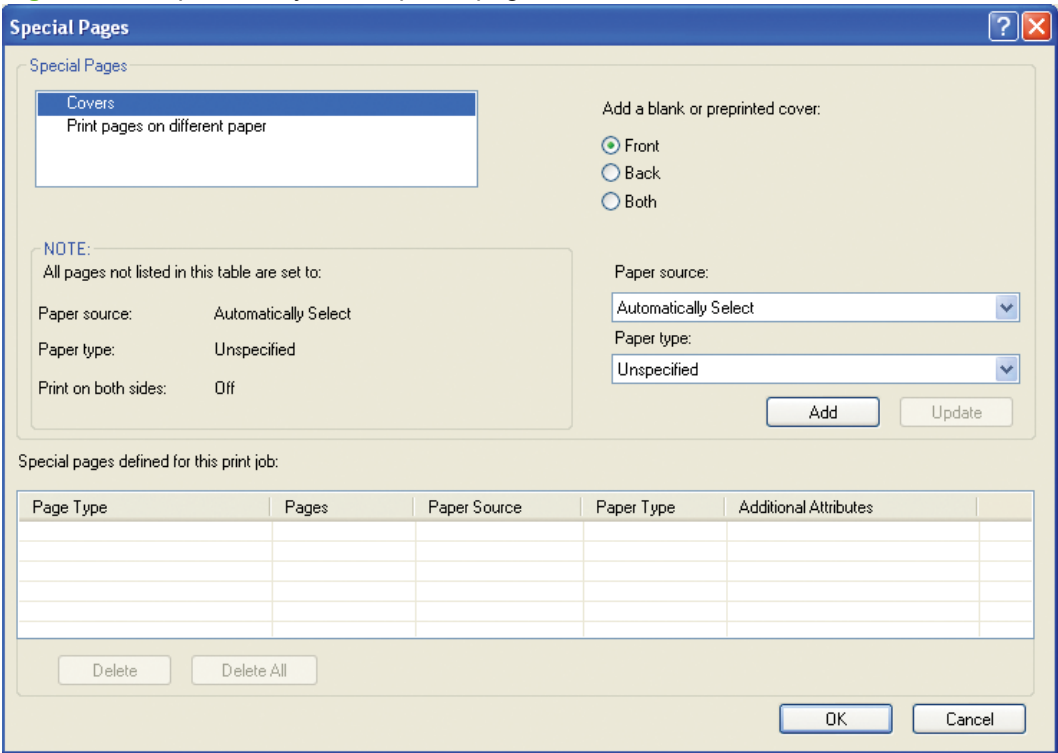 Special Pages
Special Pages
Covers
Print pages on different paper
Add a blank or preprinted cover:
Front
Back
Both
NOTE:
All pages not listed in this table are set to:
Paper source: Automatically Select
Paper type: Unspecified
Print on both sides: Off
Paper source:
Automatically Select
Paper type:
Unspecified
Add Update
Special pages defined for this print job:
Page Type Pages Paper Source Paper Type Additional Attributes
Delete Delete All
OK Cancel